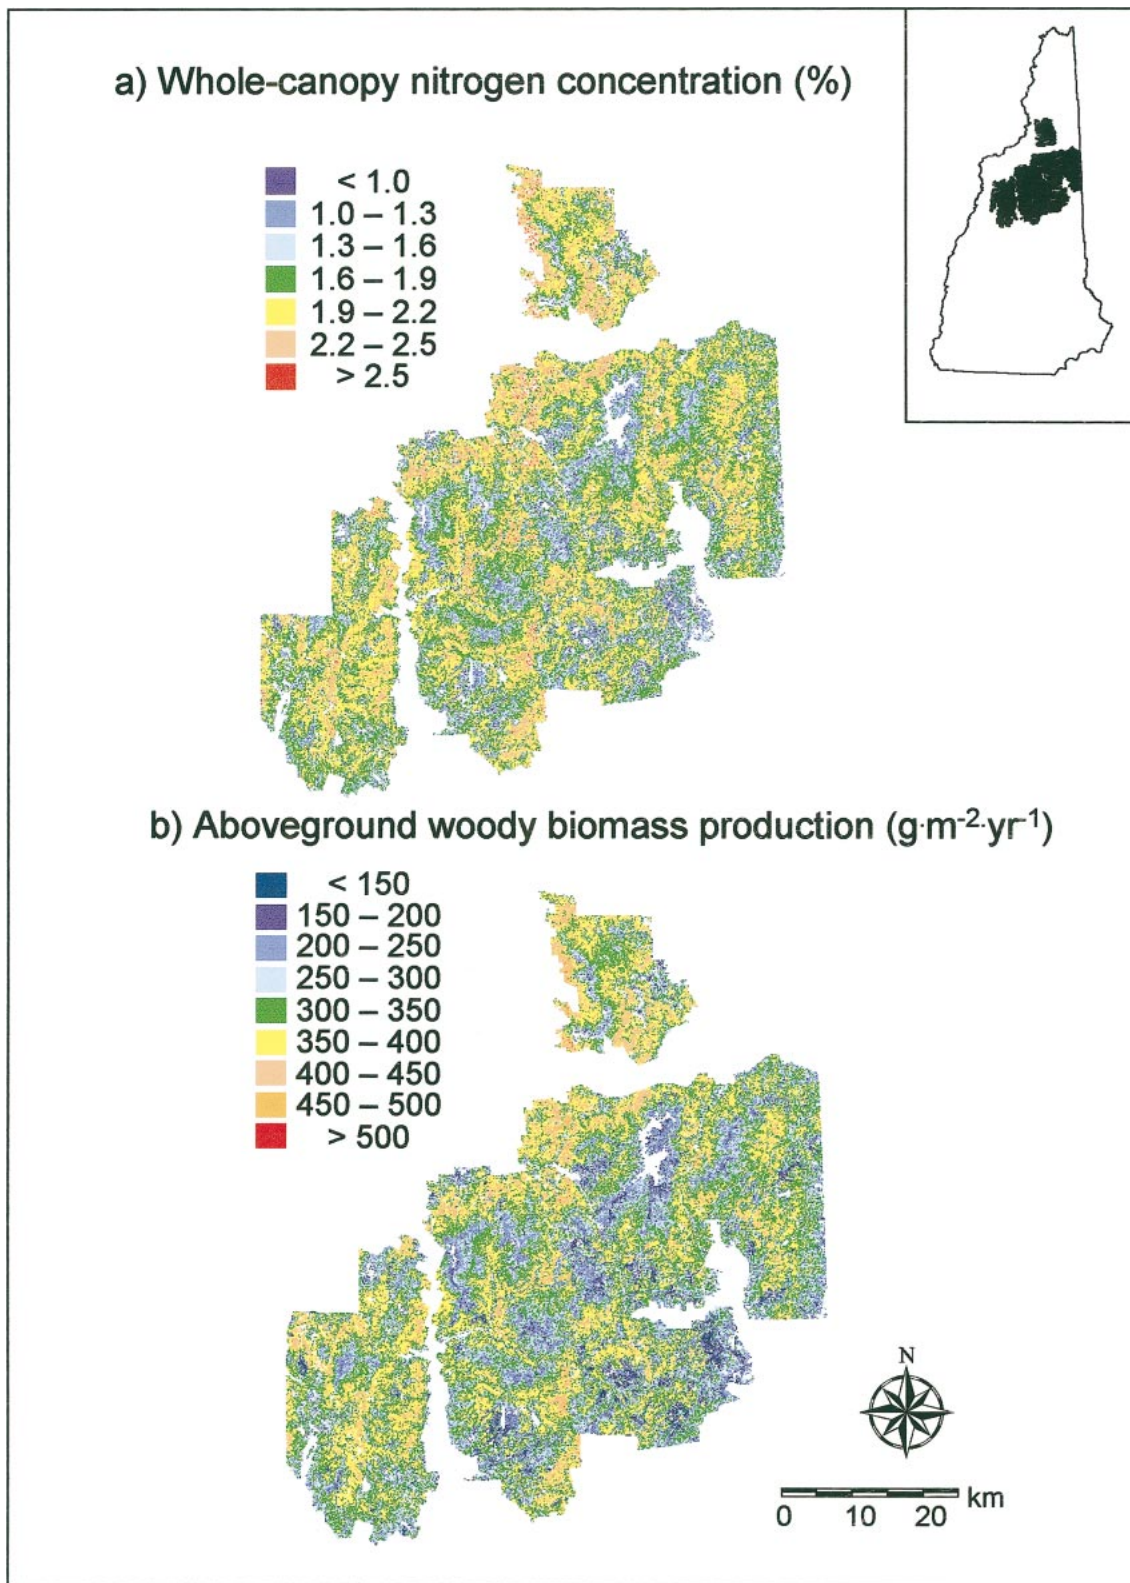 a) Whole-canopy nitrogen concentration (%)
< 1.0
1.0 – 1.3
1.3 – 1.6
1.6 – 1.9
1.9 – 2.2
2.2 – 2.5
> 2.5
b) Aboveground woody biomass production (g·m⁻²·yr⁻¹)
< 150
150 – 200
200 – 250
250 – 300
300 – 350
350 – 400
400 – 450
450 – 500
> 500
N
km
0 10 20